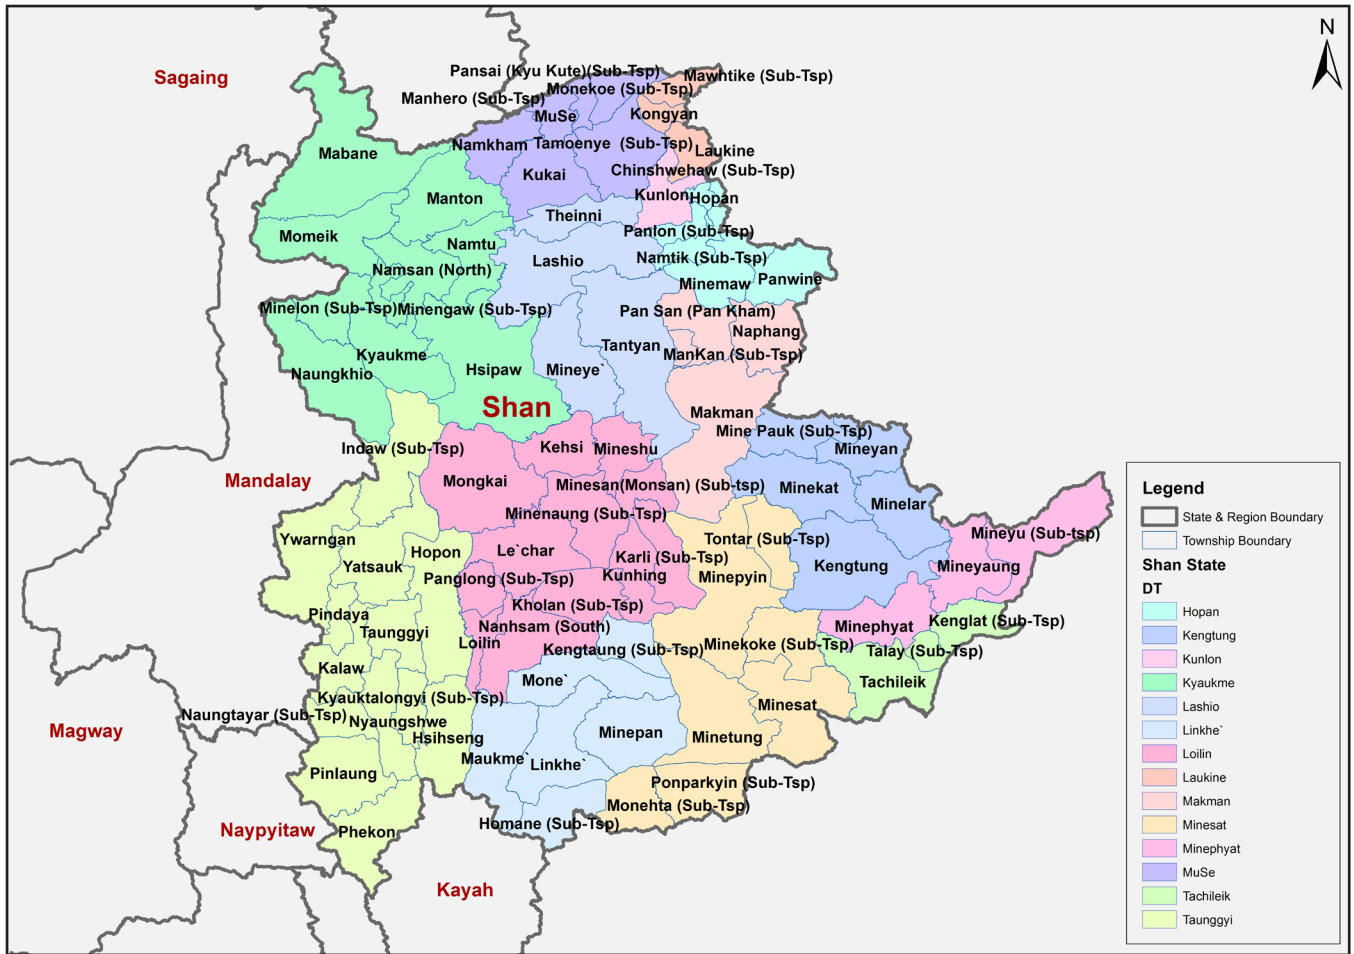 N
Sagaing
Pansai (Kyu Kute)(Sub-Tsp)
Mawhtike (Sub-Tsp)
Monekoe (Sub-Tsp)
Manhero (Sub-Tsp)
MuSe
Kongyan
Namkham
Tamoenye (Sub-Tsp)
Laukine
Mabane
Chinshwehaw (Sub-Tsp)
Kukai
Manton
Kunlon
Hopan
Theinni
Momeik
Panlon (Sub-Tsp)
Namtu
Lashio
Namtik (Sub-Tsp)
Namsan (North)
Minemaw
Panwine
Minelon (Sub-Tsp)
Minengaw (Sub-Tsp)
Pan San (Pan Kham)
Naphang
Tantyan
Kyaukme
ManKan (Sub-Tsp)
Naungkhio
Hsipaw
Mineye`
Shan
Makman
Mine Pauk (Sub-Tsp)
Indaw (Sub-Tsp)
Kehsi
Mineshu
Mineyan
Mandalay
Mongkai
Minesan(Monsan) (Sub-tsp)
Minekat
Minelar
Minenaung (Sub-Tsp)
Ywarngan
Tontar (Sub-Tsp)
Mineyu (Sub-tsp)
Hopon
Le`char
Karli (Sub-Tsp)
Yatsauk
Panglong (Sub-Tsp)
Kunhing
Minepyin
Kengtung
Mineyaung
Pindaya
Kholan (Sub-Tsp)
Taunggyi
Nanhsam (South)
Minephyat
Kenglat (Sub-Tsp)
Loilin
Kengtaung (Sub-Tsp)
Minekoke (Sub-Tsp)
Talay (Sub-Tsp)
Kalaw
Mone`
Tachileik
Kyauktalongyi (Sub-Tsp)
Minesat
Naungtayar (Sub-Tsp)
Nyaungshwe
Magway
Hsihseng
Minepan
Minetung
Maukme`
Linkhe`
Pinlaung
Ponparkyin (Sub-Tsp)
Monehta (Sub-Tsp)
Naypyitaw
Phekon
Homane (Sub-Tsp)
Kayah
Legend
State & Region Boundary
Township Boundary
Shan State
DT
Hopan
Kengtung
Kunlon
Kyaukme
Lashio
Linkhe`
Loilin
Laukine
Makman
Minesat
Minephyat
MuSe
Tachileik
Taunggyi